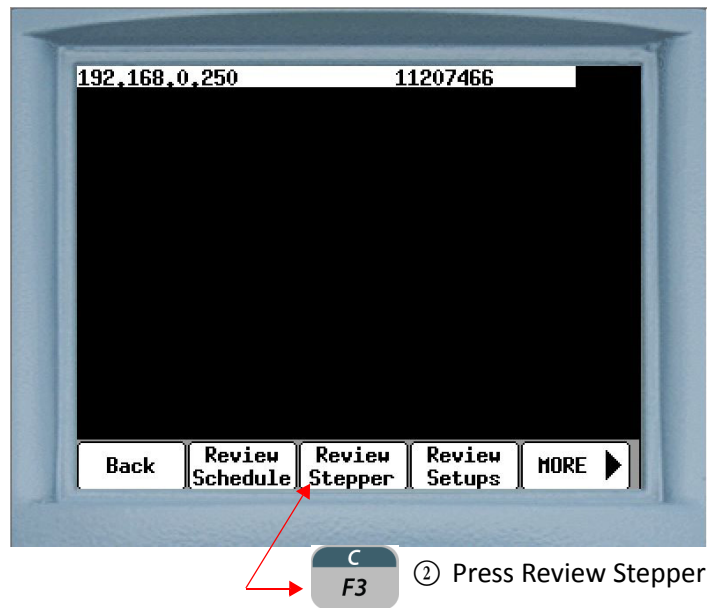 192.168.0.250 11207466
Back
Review Schedule
Review Stepper
Review Setups
MORE
C
F3
② Press Review Stepper